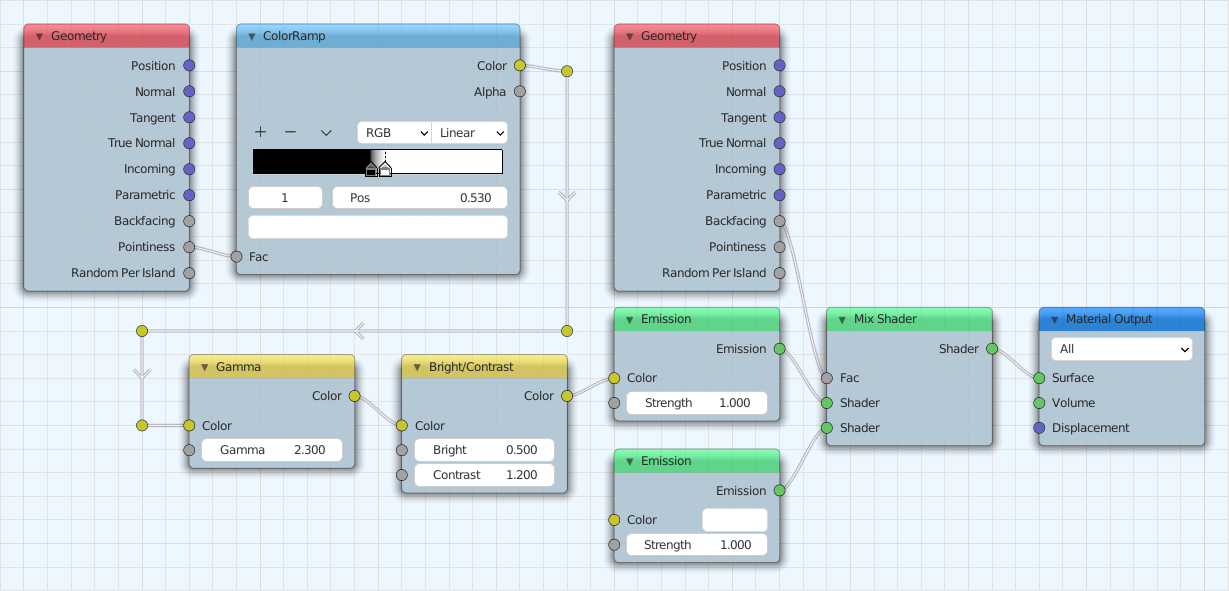 Geometry
Position
Normal
Tangent
True Normal
Incoming
Parametric
Backfacing
Pointiness
Random Per Island
ColorRamp
Color
Alpha
RGB Linear
1 Pos 0.530
Fac
Geometry
Position
Normal
Tangent
True Normal
Incoming
Parametric
Backfacing
Pointiness
Random Per Island
Gamma
Color
Color
Gamma 2.300
Bright/Contrast
Color
Color
Bright 0.500
Contrast 1.200
Emission
Emission
Color
Strength 1.000
Emission
Emission
Color
Strength 1.000
Mix Shader
Shader
Fac
Shader
Shader
Material Output
All
Surface
Volume
Displacement